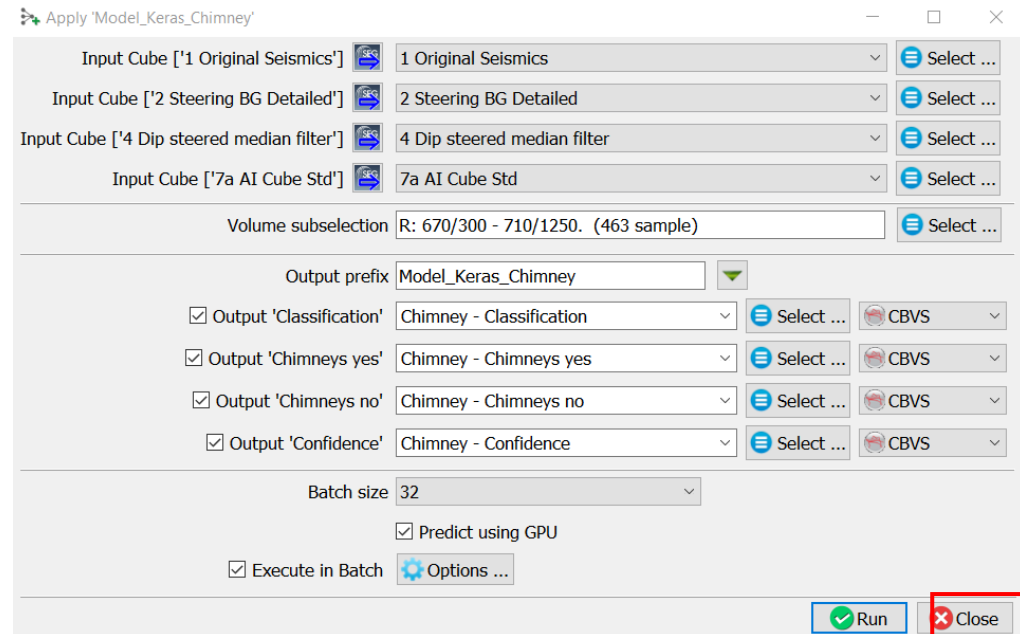 Apply 'Model_Keras_Chimney'
Input Cube ['1 Original Seismics'] SEG 1 Original Seismics Select ...
Input Cube ['2 Steering BG Detailed'] SEG 2 Steering BG Detailed Select ...
Input Cube ['4 Dip steered median filter'] SEG 4 Dip steered median filter Select ...
Input Cube ['7a AI Cube Std'] SEG 7a AI Cube Std Select ...
Volume subselection R: 670/300 - 710/1250. (463 sample) Select ...
Output prefix Model_Keras_Chimney
Output 'Classification' Chimney - Classification Select ... CBVS
Output 'Chimneys yes' Chimney - Chimneys yes Select ... CBVS
Output 'Chimneys no' Chimney - Chimneys no Select ... CBVS
Output 'Confidence' Chimney - Confidence Select ... CBVS
Batch size 32
Predict using GPU
Execute in Batch Options ...
Run Close